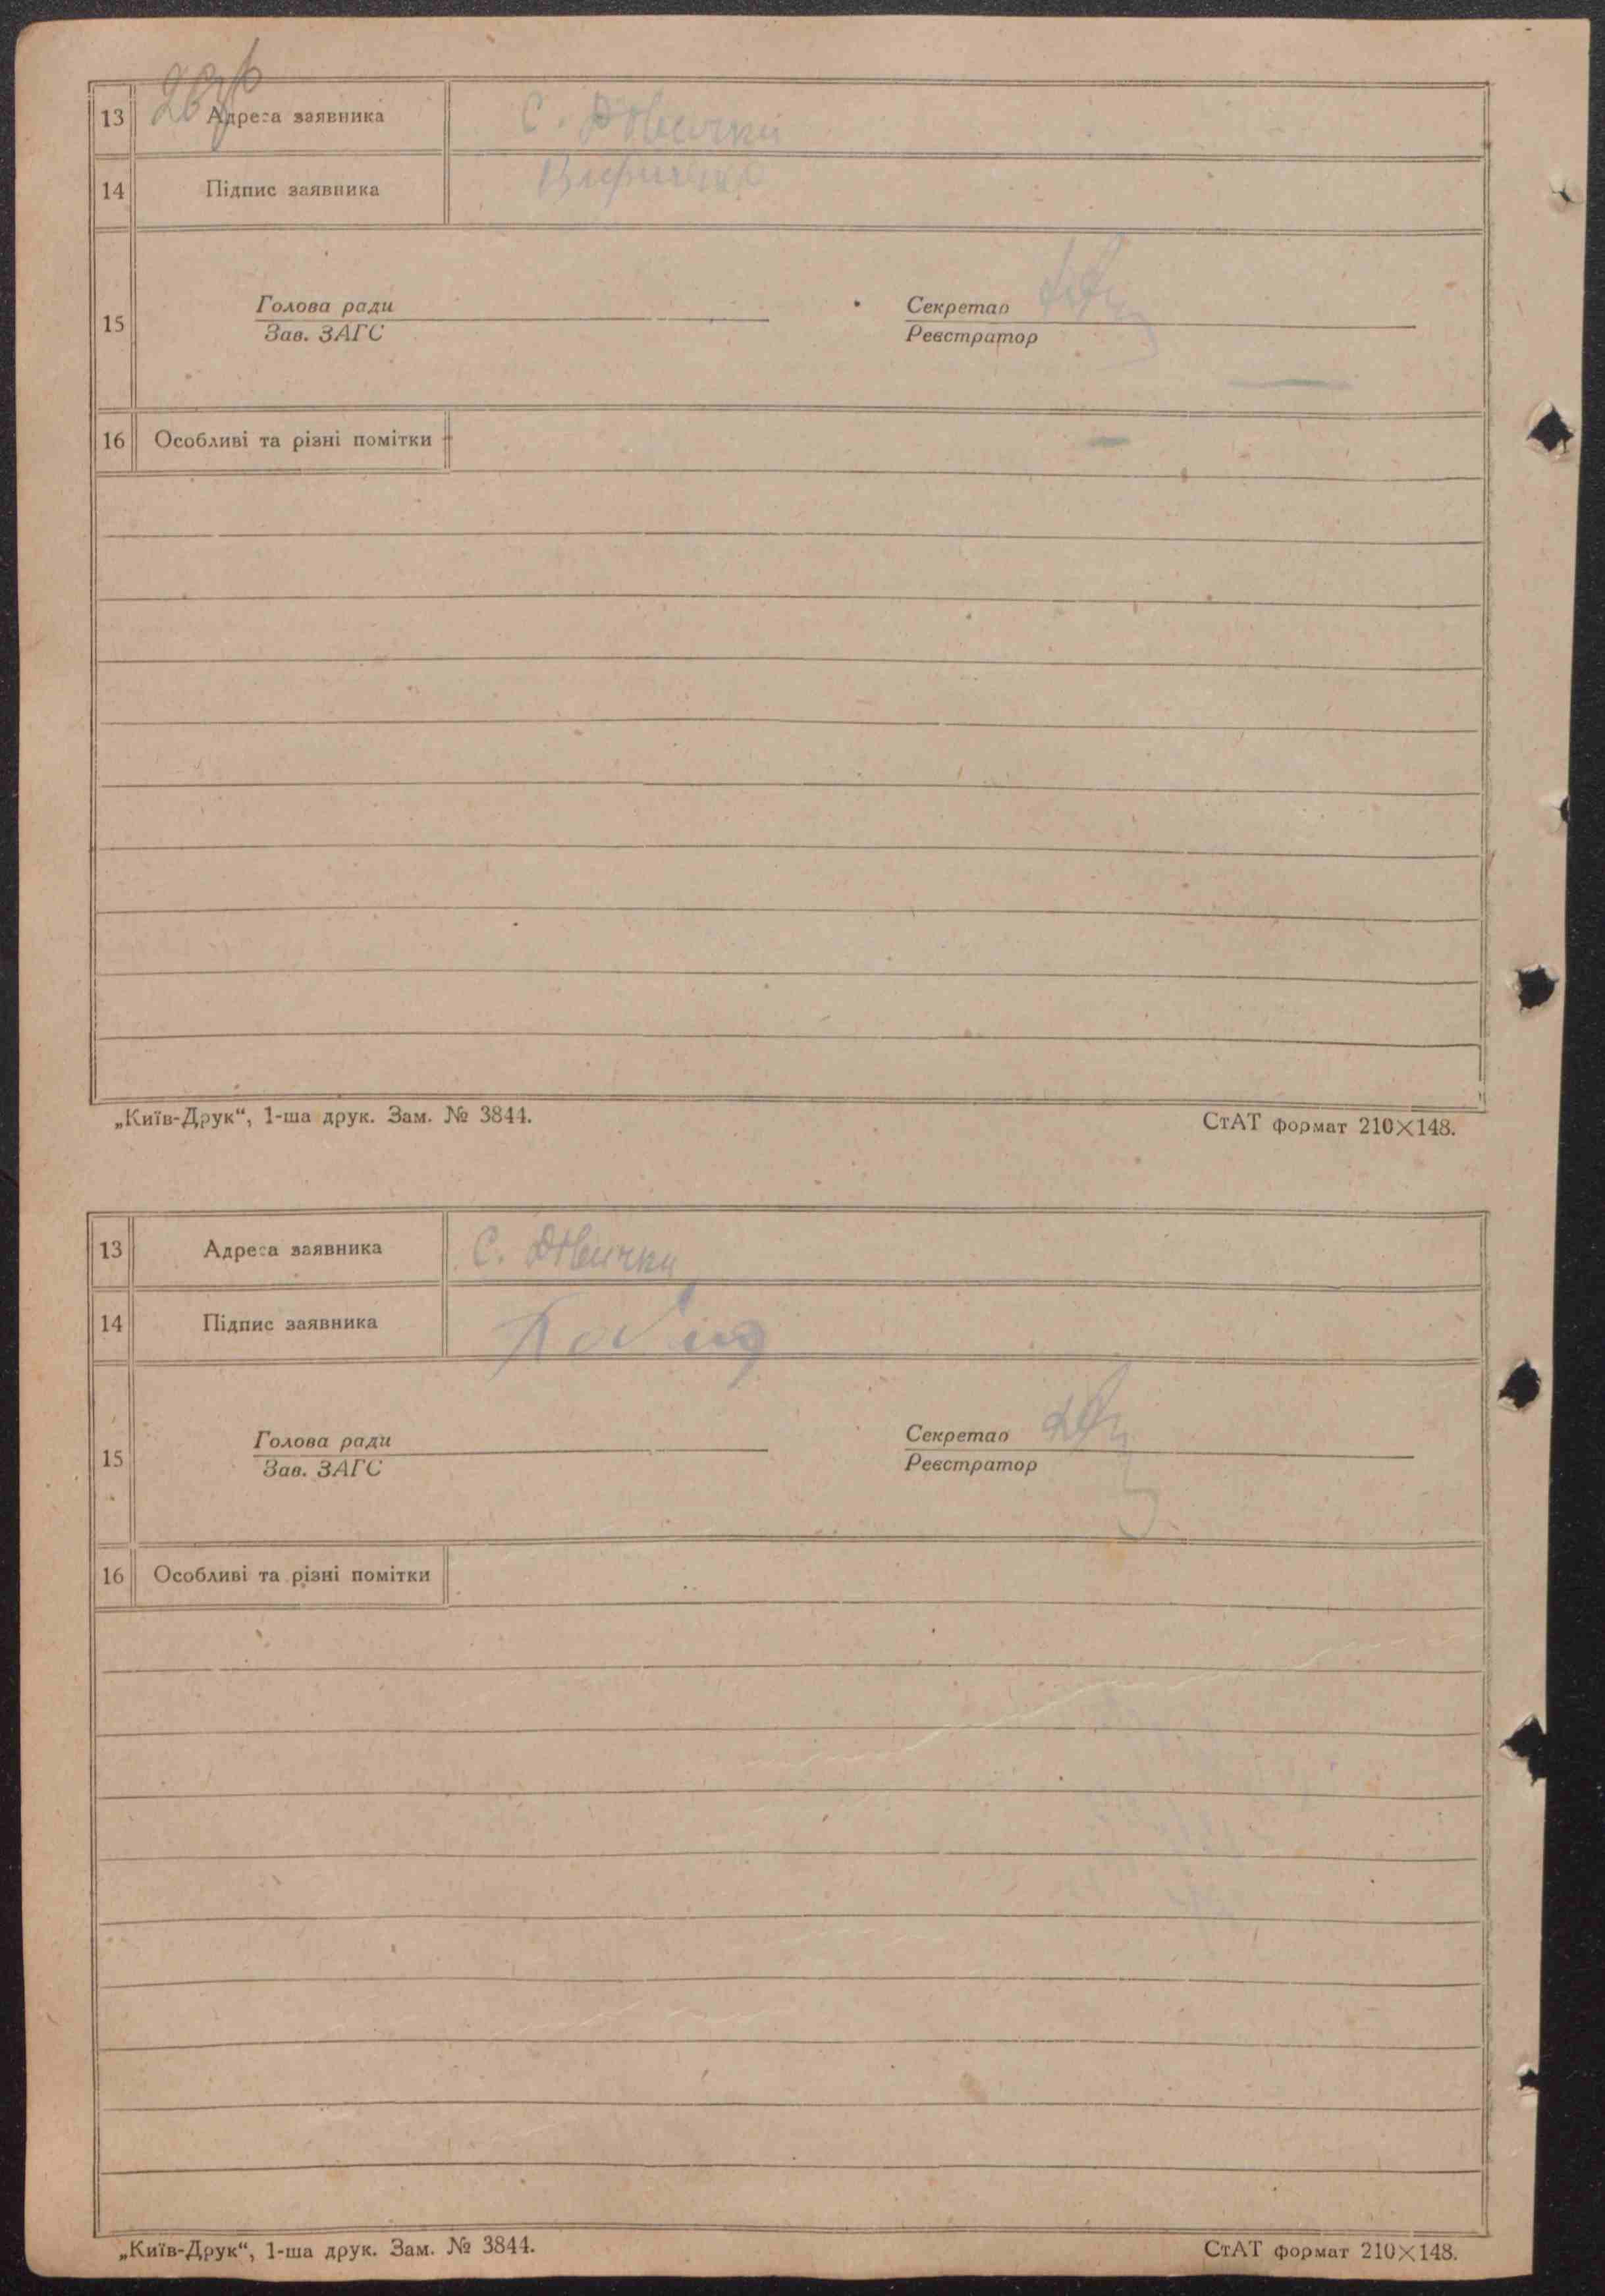 13 Адреса заявника С. Дівички
14 Підпис заявника
15 Голова ради Секретар
Зав. ЗАГС Реєстратор
16 Особливі та різні помітки
„Київ-Друк“, 1-ша друк. Зам. № 3844. СтАТ формат 210×148.
13 Адреса заявника С. Дівички
14 Підпис заявника
15 Голова ради Секретар
Зав. ЗАГС Реєстратор
16 Особливі та різні помітки
„Київ-Друк“, 1-ша друк. Зам. № 3844. СтАТ формат 210×148.